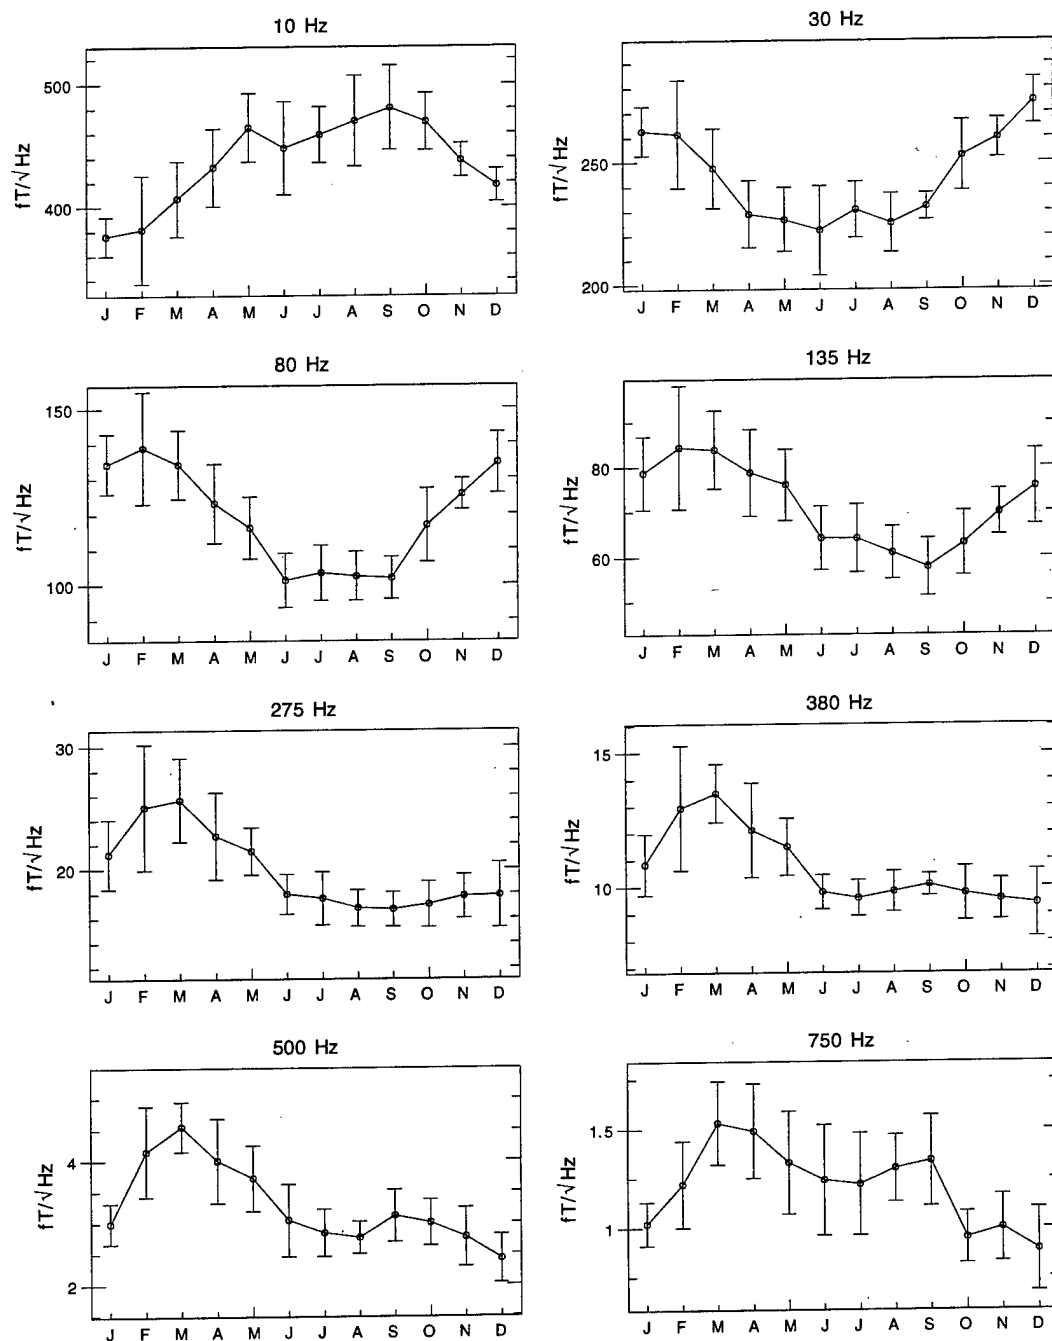 10 Hz
500
400
fT/√Hz
J F M A M J J A S O N D
30 Hz
250
200
fT/√Hz
J F M A M J J A S O N D
80 Hz
150
100
fT/√Hz
J F M A M J J A S O N D
135 Hz
80
60
fT/√Hz
J F M A M J J A S O N D
275 Hz
30
20
fT/√Hz
J F M A M J J A S O N D
380 Hz
15
10
fT/√Hz
J F M A M J J A S O N D
500 Hz
4
2
fT/√Hz
J F M A M J J A S O N D
750 Hz
1.5
1
fT/√Hz
J F M A M J J A S O N D